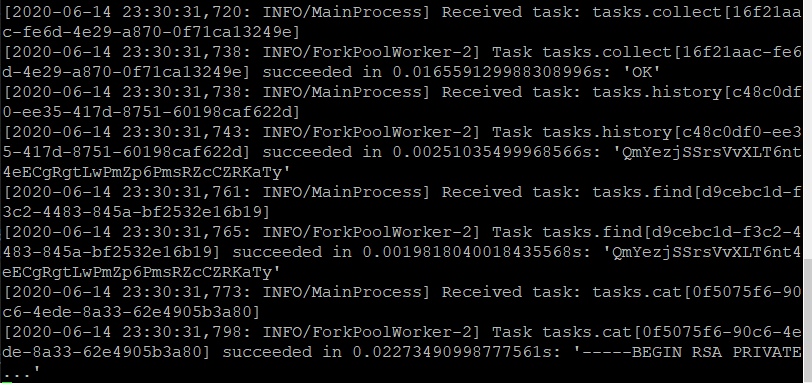 [2020-06-14 23:30:31,720: INFO/MainProcess] Received task: tasks.collect[16f21aa
c-fe6d-4e29-a870-0f71ca13249e]
[2020-06-14 23:30:31,738: INFO/ForkPoolWorker-2] Task tasks.collect[16f21aac-fe6
d-4e29-a870-0f71ca13249e] succeeded in 0.016559129988308996s: 'OK'
[2020-06-14 23:30:31,738: INFO/MainProcess] Received task: tasks.history[c48c0df
0-ee35-417d-8751-60198caf622d]
[2020-06-14 23:30:31,743: INFO/ForkPoolWorker-2] Task tasks.history[c48c0df0-ee3
5-417d-8751-60198caf622d] succeeded in 0.00251035499968566s: 'QmYezjSSrsVvXLT6nt
4eECgRgtLwPmZp6PmsRZcCZRKaTy'
[2020-06-14 23:30:31,761: INFO/MainProcess] Received task: tasks.find[d9cebc1d-f
3c2-4483-845a-bf2532e16b19]
[2020-06-14 23:30:31,765: INFO/ForkPoolWorker-2] Task tasks.find[d9cebc1d-f3c2-4
483-845a-bf2532e16b19] succeeded in 0.0019818040018435568s: 'QmYezjSSrsVvXLT6nt4
eECgRgtLwPmZp6PmsRZcCZRKaTy'
[2020-06-14 23:30:31,773: INFO/MainProcess] Received task: tasks.cat[0f5075f6-90
c6-4ede-8a33-62e4905b3a80]
[2020-06-14 23:30:31,798: INFO/ForkPoolWorker-2] Task tasks.cat[0f5075f6-90c6-4e
de-8a33-62e4905b3a80] succeeded in 0.02273490998777561s: '-----BEGIN RSA PRIVATE
...'